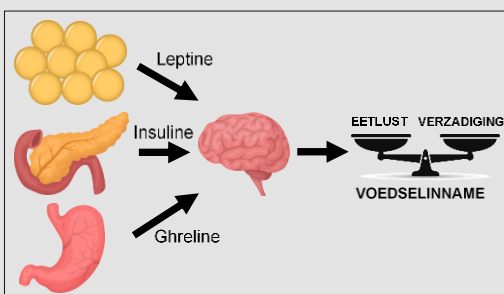 Leptine
Insuline
Ghreline
EETLUST VERZADIGING
VOEDSELINNAME